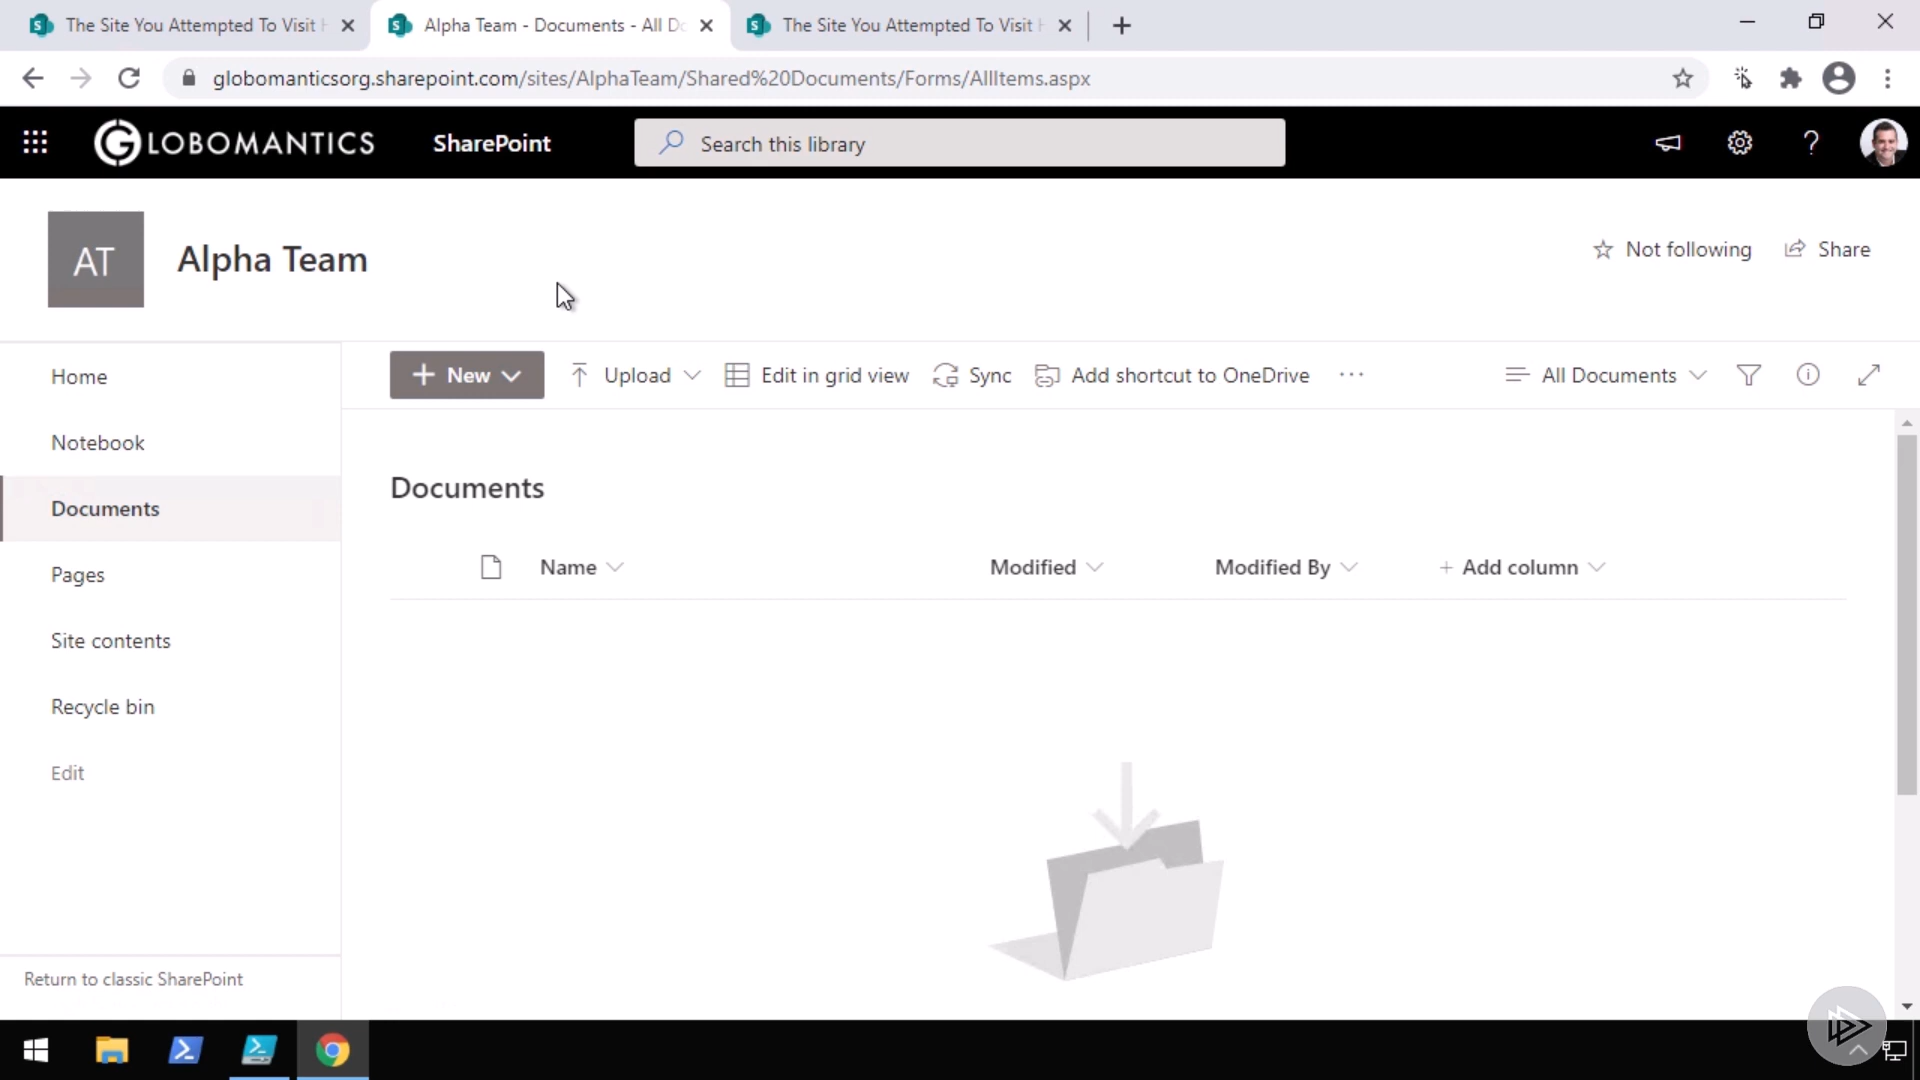 The Site You Attempted To Visit
Alpha Team - Documents - All Do
The Site You Attempted To Visit
globomanticsorg.sharepoint.com/sites/AlphaTeam/Shared%20Documents/Forms/AllItems.aspx
GLOBOMANTICS
SharePoint
Search this library
AT
Alpha Team
Not following
Share
Home
Notebook
Documents
Pages
Site contents
Recycle bin
Edit
Return to classic SharePoint
New
Upload
Edit in grid view
Sync
Add shortcut to OneDrive
All Documents
Documents
Name
Modified
Modified By
+ Add column